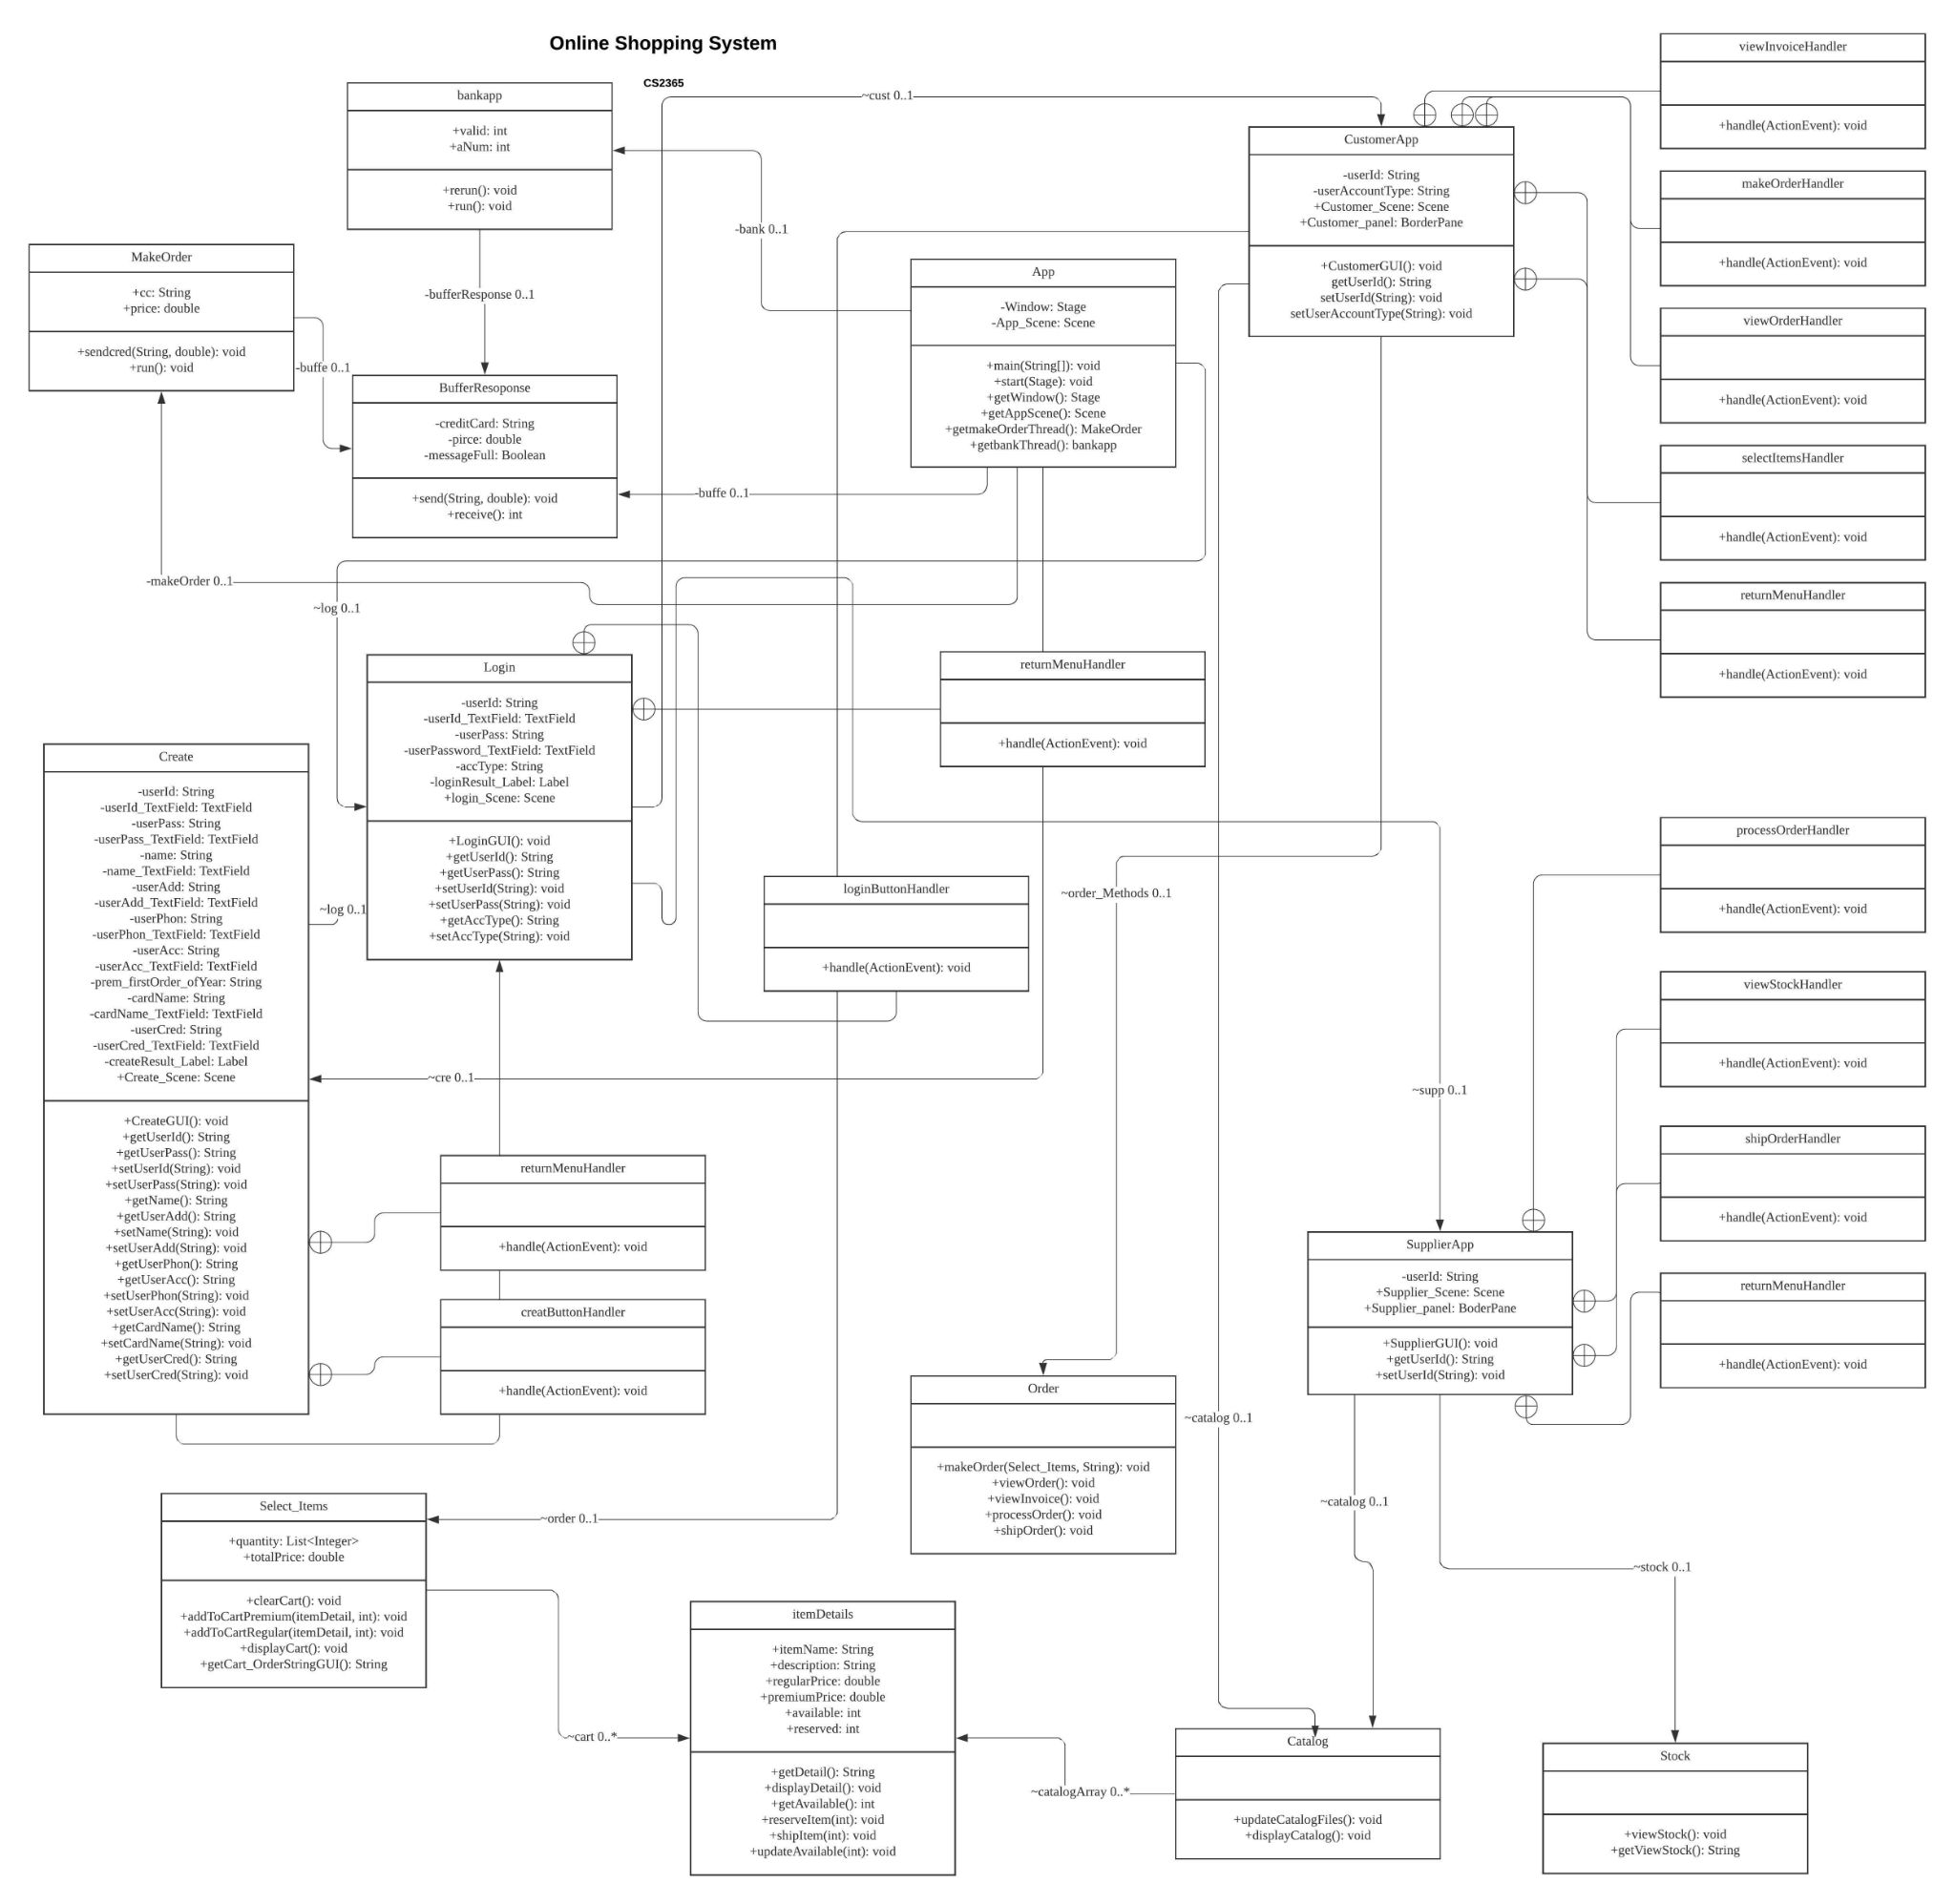 Online Shopping System
CS2365
bankapp
+valid: int
+aNum: int
+rerun(): void
+run(): void
MakeOrder
+cc: String
+price: double
+sendcred(String, double): void
+run(): void
BufferResoponse
-creditCard: String
-pirce: double
-messageFull: Boolean
+send(String, double): void
+receive(): int
App
-Window: Stage
-App_Scene: Scene
+main(String[]): void
+start(Stage): void
+getWindow(): Stage
+getAppScene(): Scene
+getmakeOrderThread(): MakeOrder
+getbankThread(): bankapp
CustomerApp
-userId: String
-userAccountType: String
+Customer_Scene: Scene
+Customer_panel: BorderPane
+CustomerGUI(): void
getUserId(): String
setUserId(String): void
setUserAccountType(String): void
viewInvoiceHandler
+handle(ActionEvent): void
makeOrderHandler
+handle(ActionEvent): void
viewOrderHandler
+handle(ActionEvent): void
selectItemsHandler
+handle(ActionEvent): void
returnMenuHandler
+handle(ActionEvent): void
~cust 0..1
-bank 0..1
-bufferResponse 0..1
-buffe 0..1
-buffe 0..1
-makeOrder 0..1
~log 0..1
Login
-userId: String
-userId_TextField: TextField
-userPass: String
-userPassword_TextField: TextField
-accType: String
-loginResult_Label: Label
+login_Scene: Scene
+LoginGUI(): void
+getUserId(): String
+getUserPass(): String
+setUserId(String): void
+setUserPass(String): void
+getAccType(): String
+setAccType(String): void
returnMenuHandler
+handle(ActionEvent): void
loginButtonHandler
+handle(ActionEvent): void
Create
-userId: String
-userId_TextField: TextField
-userPass: String
-userPass_TextField: TextField
-name: String
-name_TextField: TextField
-userAdd: String
-userAdd_TextField: TextField
-userPhon: String
-userPhon_TextField: TextField
-userAcc: String
-userAcc_TextField: TextField
-prem_firstOrder_ofYear: String
-cardName: String
-cardName_TextField: TextField
-userCred: String
-userCred_TextField: TextField
-createResult_Label: Label
+Create_Scene: Scene
+CreateGUI(): void
+getUserId(): String
+getUserPass(): String
+setUserId(String): void
+setUserPass(String): void
+getName(): String
+getUserAdd(): String
+setName(String): void
+setUserAdd(String): void
+getUserPhon(): String
+getUserAcc(): String
+setUserPhon(String): void
+setUserAcc(String): void
+getCardName(): String
+setCardName(String): void
+getUserCred(): String
+setUserCred(String): void
~log 0..1
~cre 0..1
~order_Methods 0..1
~supp 0..1
returnMenuHandler
+handle(ActionEvent): void
creatButtonHandler
+handle(ActionEvent): void
processOrderHandler
+handle(ActionEvent): void
viewStockHandler
+handle(ActionEvent): void
shipOrderHandler
+handle(ActionEvent): void
returnMenuHandler
+handle(ActionEvent): void
SupplierApp
-userId: String
+Supplier_Scene: Scene
+Supplier_panel: BoderPane
+SupplierGUI(): void
+getUserId(): String
+setUserId(String): void
Order
+makeOrder(Select_Items, String): void
+viewOrder(): void
+viewInvoice(): void
+processOrder(): void
+shipOrder(): void
~catalog 0..1
~catalog 0..1
~stock 0..1
~order 0..1
Select_Items
+quantity: List<Integer>
+totalPrice: double
+clearCart(): void
+addToCartPremium(itemDetail, int): void
+addToCartRegular(itemDetail, int): void
+displayCart(): void
+getCart_OrderStringGUI(): String
~cart 0..*
itemDetails
+itemName: String
+description: String
+regularPrice: double
+premiumPrice: double
+available: int
+reserved: int
+getDetail(): String
+displayDetail(): void
+getAvailable(): int
+reserveItem(int): void
+shipItem(int): void
+updateAvailable(int): void
~catalogArray 0..*
Catalog
+updateCatalogFiles(): void
+displayCatalog(): void
Stock
+viewStock(): void
+getViewStock(): String